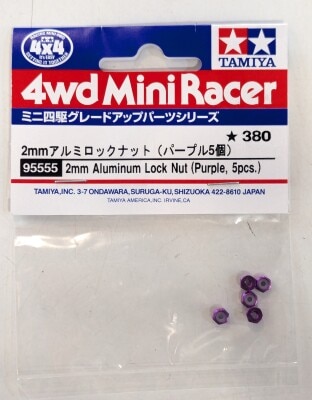 4x4
TAMIYA
4wd Mini Racer
ミニ四駆グレードアップパーツシリーズ
★ 380
2mmアルミロックナット（パープル5個）
95555 2mm Aluminum Lock Nut (Purple, 5pcs.)
TAMIYA,INC. 3-7 ONDAWARA,SURUGA-KU,SHIZUOKA 422-8610 JAPAN
TAMIYA AMERICA,INC. IRVINE,CA